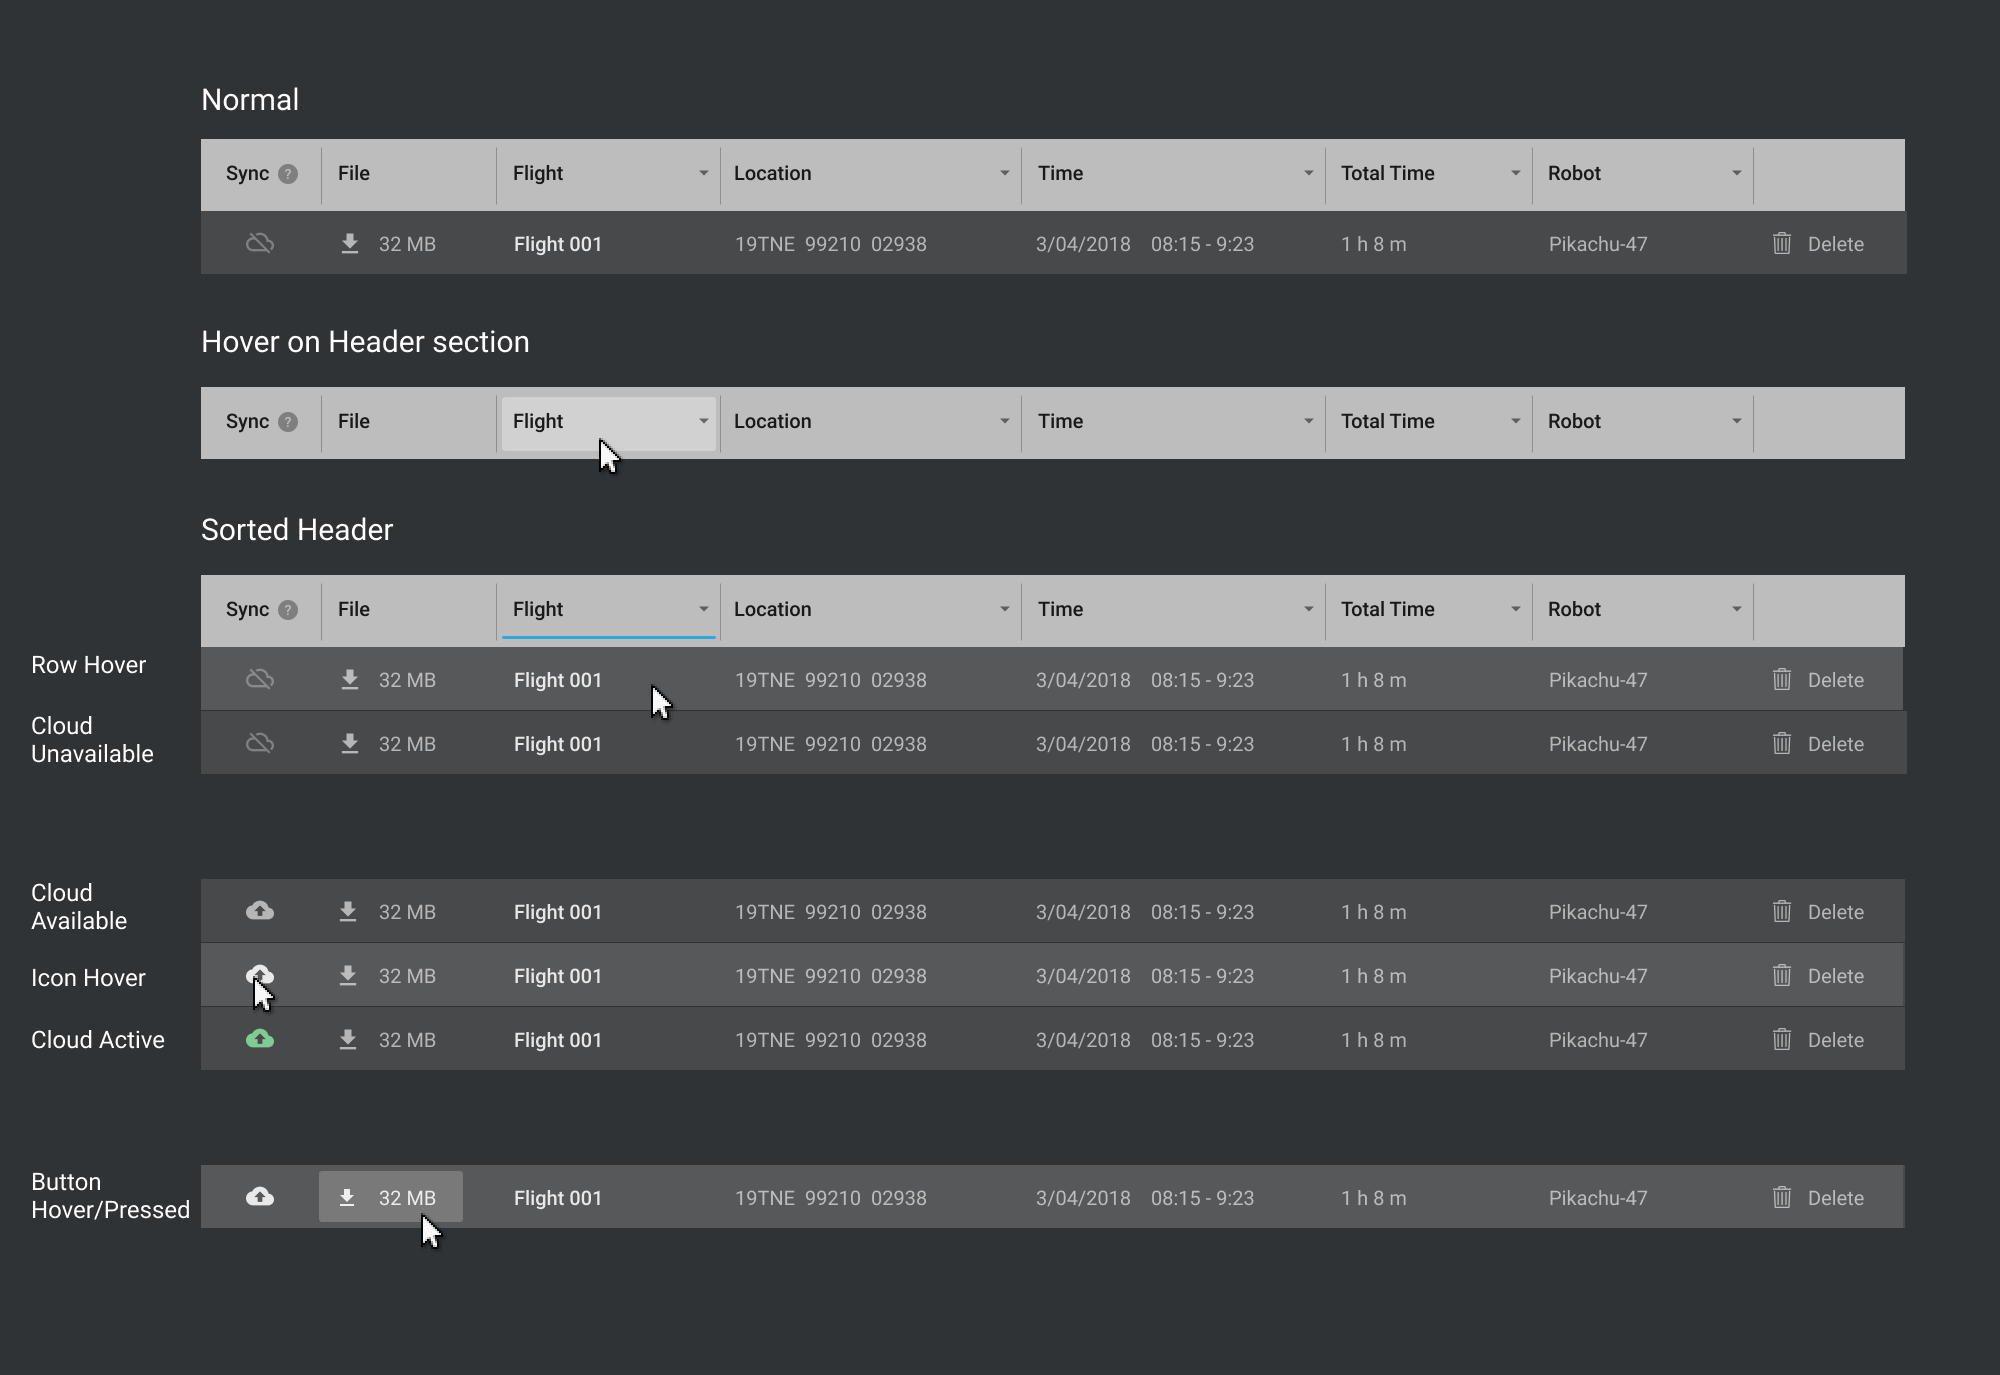 Normal
Sync ? File Flight Location Time Total Time Robot
32 MB Flight 001 19TNE 99210 02938 3/04/2018 08:15 - 9:23 1 h 8 m Pikachu-47 Delete
Hover on Header section
Sync ? File Flight Location Time Total Time Robot
Sorted Header
Sync ? File Flight Location Time Total Time Robot
Row Hover
32 MB Flight 001 19TNE 99210 02938 3/04/2018 08:15 - 9:23 1 h 8 m Pikachu-47 Delete
Cloud
Unavailable
32 MB Flight 001 19TNE 99210 02938 3/04/2018 08:15 - 9:23 1 h 8 m Pikachu-47 Delete
Cloud
Available
32 MB Flight 001 19TNE 99210 02938 3/04/2018 08:15 - 9:23 1 h 8 m Pikachu-47 Delete
Icon Hover
32 MB Flight 001 19TNE 99210 02938 3/04/2018 08:15 - 9:23 1 h 8 m Pikachu-47 Delete
Cloud Active
32 MB Flight 001 19TNE 99210 02938 3/04/2018 08:15 - 9:23 1 h 8 m Pikachu-47 Delete
Button
Hover/Pressed
32 MB Flight 001 19TNE 99210 02938 3/04/2018 08:15 - 9:23 1 h 8 m Pikachu-47 Delete